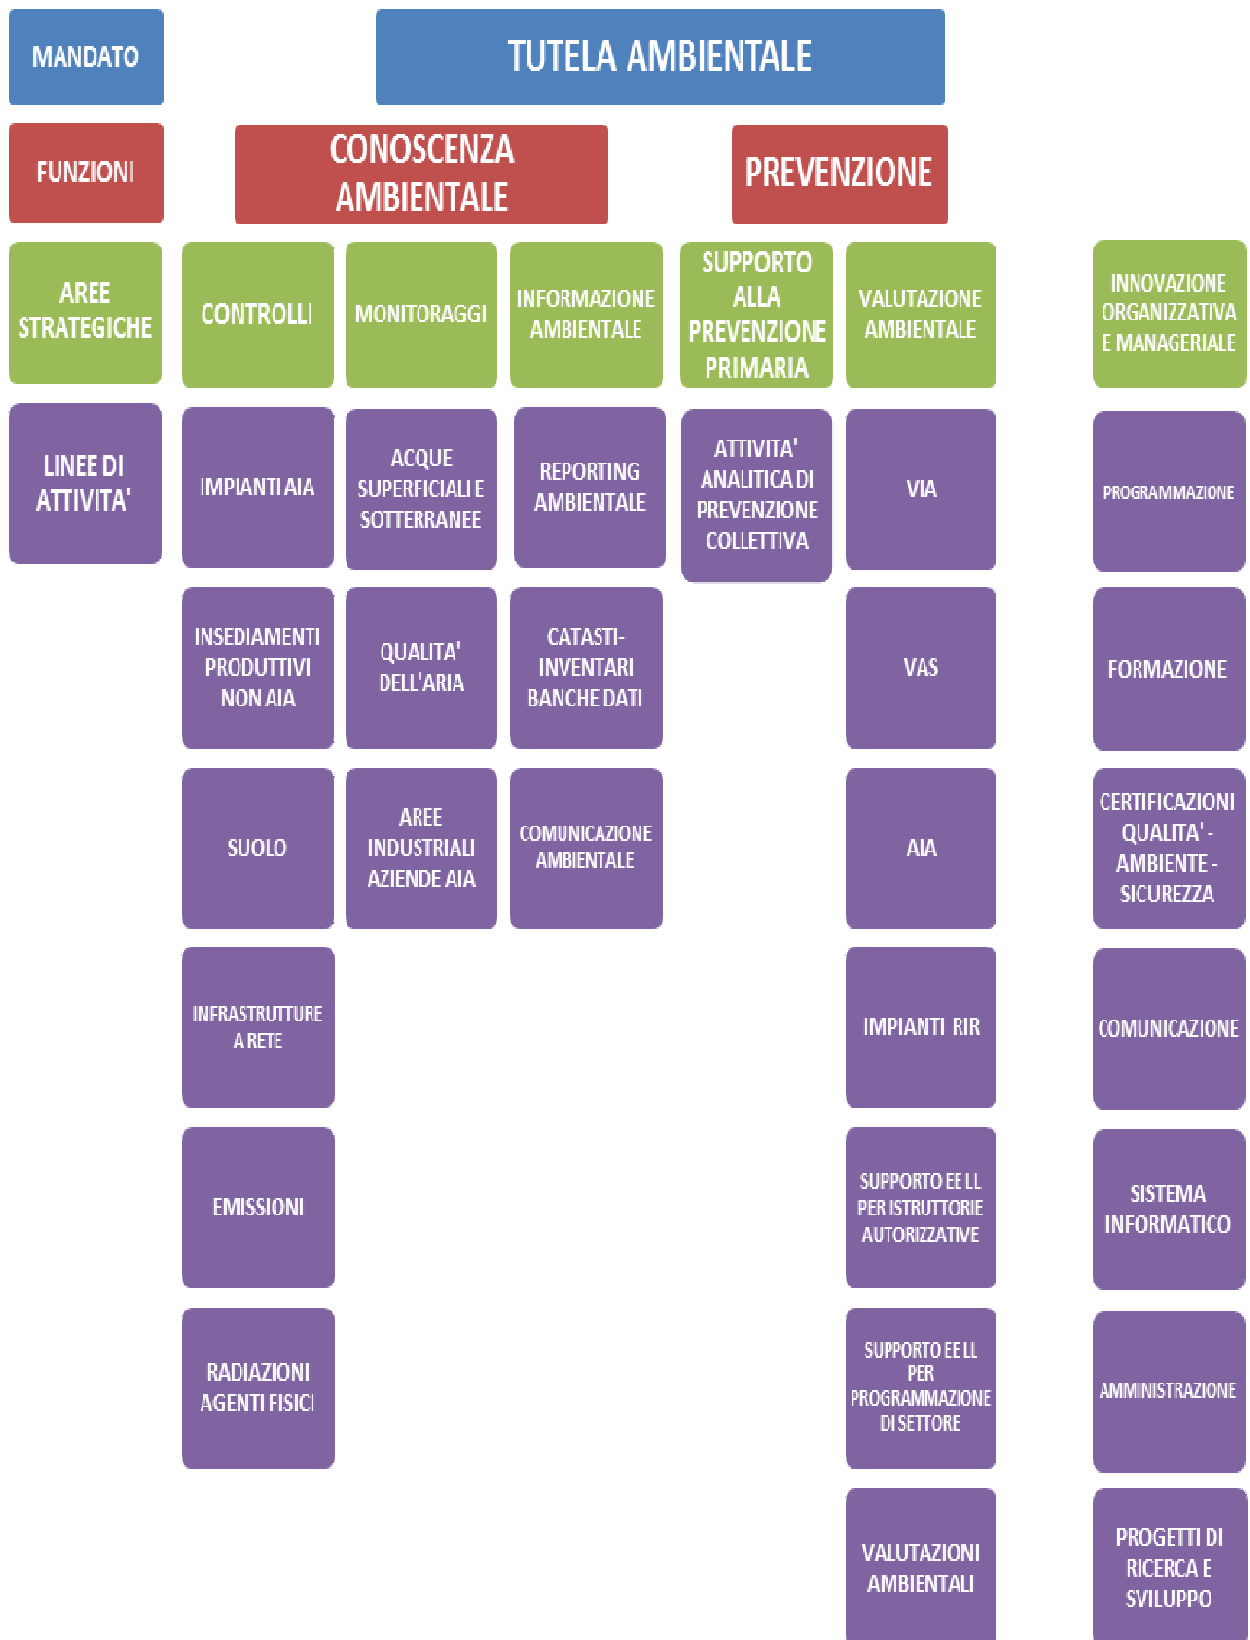 MANDATO
TUTELA AMBIENTALE
FUNZIONI
CONOSCENZA
AMBIENTALE
PREVENZIONE
AREE
STRATEGICHE
CONTROLLI
MONITORAGGI
INFORMAZIONE
AMBIENTALE
SUPPORTO
ALLA
PREVENZIONE
PRIMARIA
VALUTAZIONE
AMBIENTALE
INNOVAZIONE
ORGANIZZATIVA
E MANAGERIALE
LINEE DI
ATTIVITA'
IMPIANTI AIA
ACQUE
SUPERFICIALI E
SOTTERRANEE
REPORTING
AMBIENTALE
ATTIVITA'
ANALITICA DI
PREVENZIONE
COLLETTIVA
VIA
PROGRAMMAZIONE
INSEDIAMENTI
PRODUTTIVI
NON AIA
QUALITA'
DELL'ARIA
CATASTI-
INVENTARI
BANCHE DATI
VAS
FORMAZIONE
SUOLO
AREE
INDUSTRIALI
AZIENDE AIA
COMUNICAZIONE
AMBIENTALE
AIA
CERTIFICAZIONI
QUALITA' -
AMBIENTE -
SICUREZZA
INFRASTRUTTURE
A RETE
IMPIANTI RIR
COMUNICAZIONE
EMISSIONI
SUPPORTO EE LL
PER ISTRUTTORIE
AUTORIZZATIVE
SISTEMA
INFORMATICO
RADIAZIONI
AGENTI FISICI
SUPPORTO EE LL
PER
PROGRAMMAZIONE
DI SETTORE
AMMINISTRAZIONE
VALUTAZIONI
AMBIENTALI
PROGETTI DI
RICERCA E
SVILUPPO